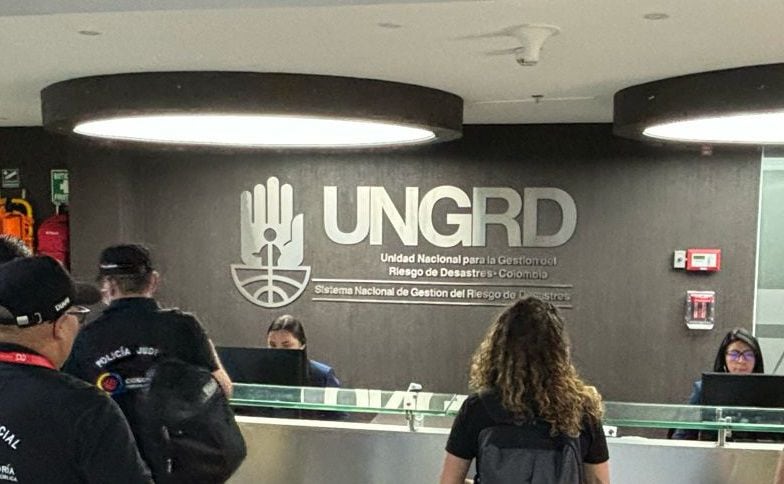 UNGRD
Unidad Nacional para la Gestión del
Riesgo de Desastres - Colombia
Sistema Nacional de Gestión del Riesgo de Desastres
POLICÍA JUDI
CIAL